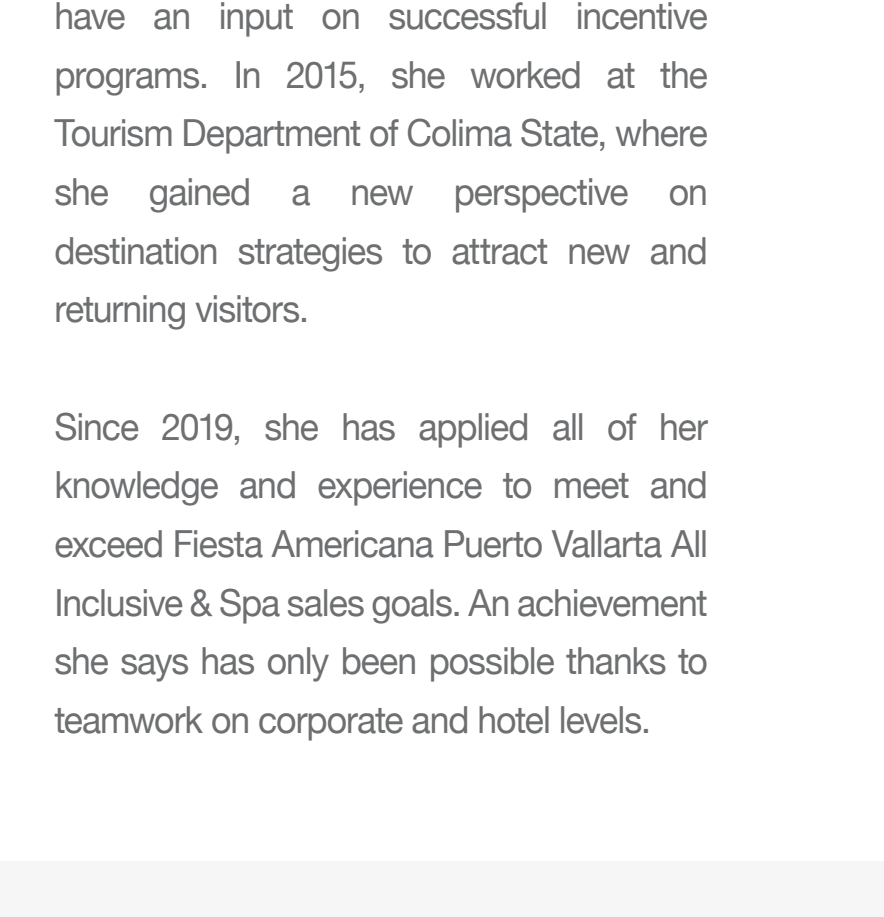 have an input on successful incentive
programs. In 2015, she worked at the
Tourism Department of Colima State, where
she gained a new perspective on
destination strategies to attract new and
returning visitors.
Since 2019, she has applied all of her
knowledge and experience to meet and
exceed Fiesta Americana Puerto Vallarta All
Inclusive & Spa sales goals. An achievement
she says has only been possible thanks to
teamwork on corporate and hotel levels.